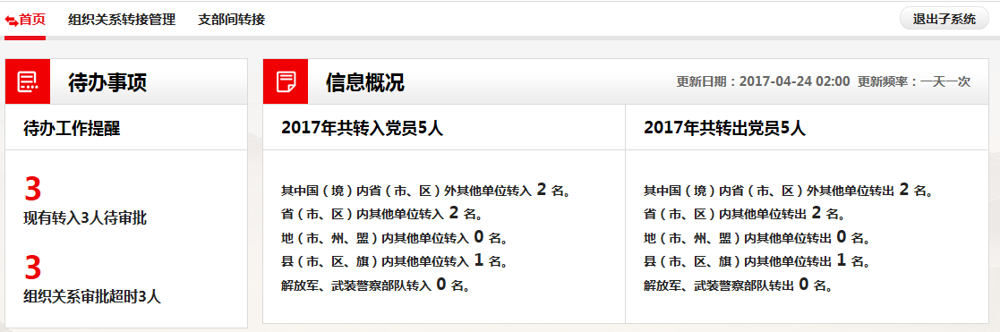 首页 组织关系转接管理 支部间转接 退出子系统
待办事项
待办工作提醒
3
现有转入3人待审批
3
组织关系审批超时3人
信息概况 更新日期：2017-04-24 02:00 更新频率：一天一次
2017年共转入党员5人
其中国（境）内省（市、区）外其他单位转入 2 名。
省（市、区）内其他单位转入 2 名。
地（市、州、盟）内其他单位转入 0 名。
县（市、区、旗）内其他单位转入 1 名。
解放军、武装警察部队转入 0 名。
2017年共转出党员5人
其中国（境）内省（市、区）外其他单位转出 2 名。
省（市、区）内其他单位转出 2 名。
地（市、州、盟）内其他单位转出 0 名。
县（市、区、旗）内其他单位转出 1 名。
解放军、武装警察部队转出 0 名。